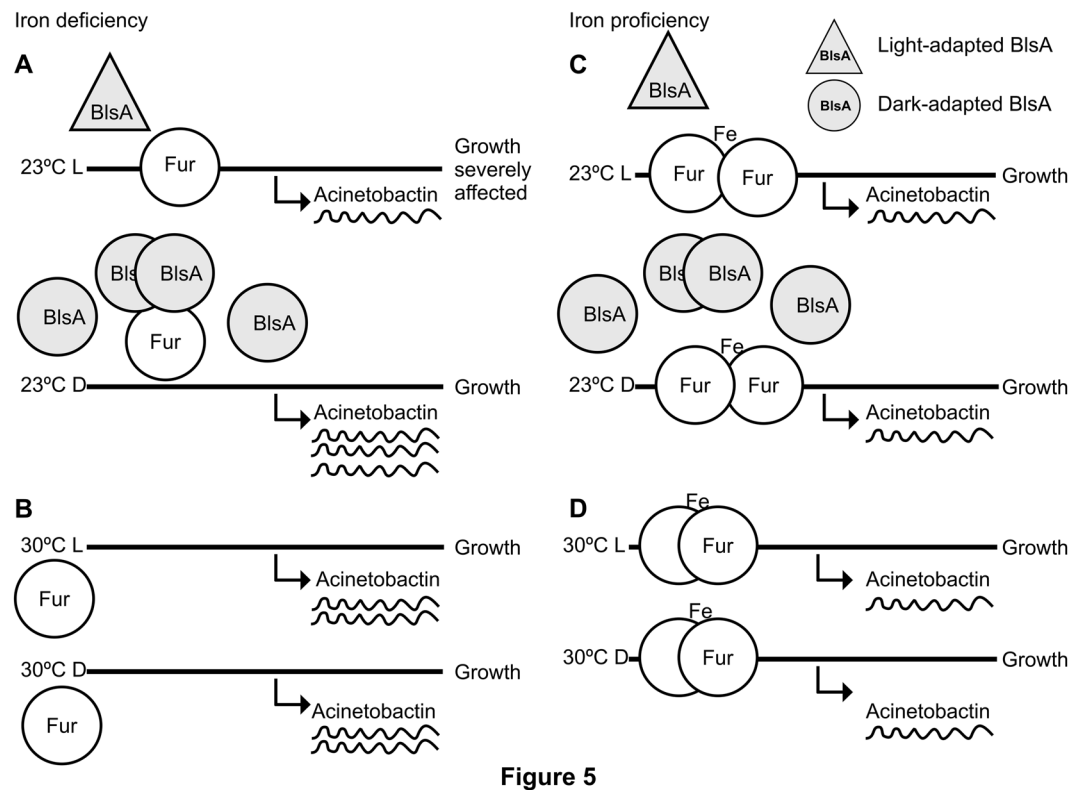 Iron deficiency
A
BlsA
23ºC L
Fur
Growth
severely
affected
Acinetobactin
BlsA
Bls
BlsA
BlsA
Fur
23ºC D
Growth
Acinetobactin
B
30ºC L
Growth
Fur
Acinetobactin
30ºC D
Growth
Fur
Acinetobactin
Iron proficiency
C
BlsA
BlsA
Light-adapted BlsA
BlsA
Dark-adapted BlsA
Fe
23ºC L
Fur
Fur
Growth
Acinetobactin
BlsA
Bls
BlsA
BlsA
Fe
23ºC D
Fur
Fur
Growth
Acinetobactin
D
Fe
30ºC L
Fur
Growth
Acinetobactin
Fe
30ºC D
Fur
Growth
Acinetobactin
Figure 5